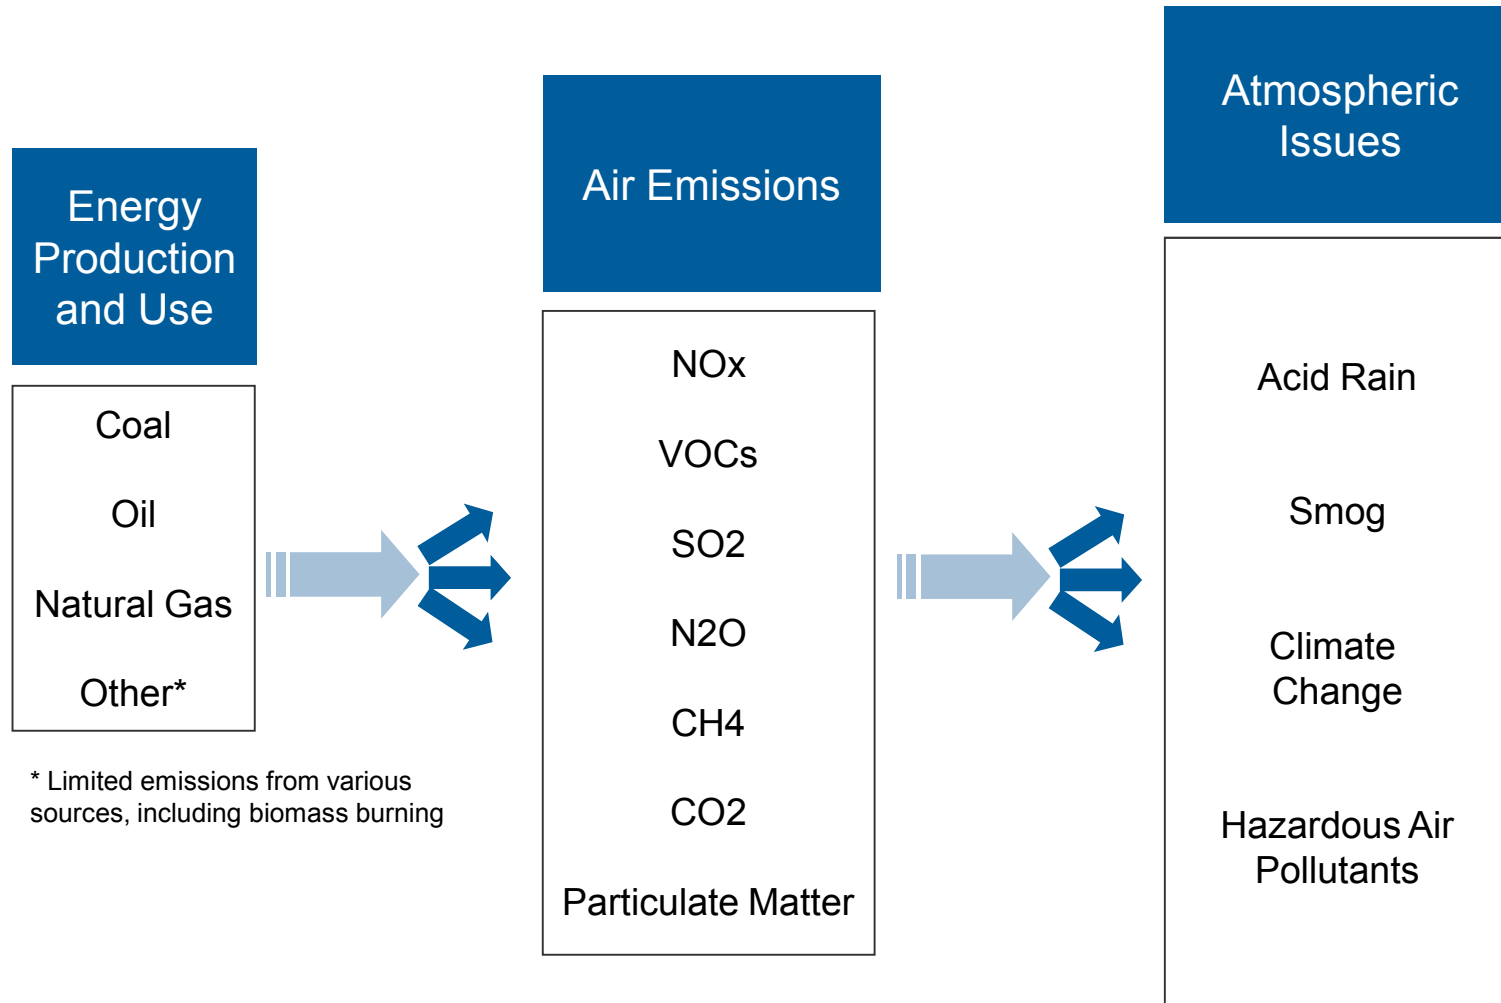 Energy
Production
and Use
Coal
Oil
Natural Gas
Other*
* Limited emissions from various
sources, including biomass burning
Air Emissions
NOx
VOCs
SO2
N2O
CH4
CO2
Particulate Matter
Atmospheric
Issues
Acid Rain
Smog
Climate
Change
Hazardous Air
Pollutants